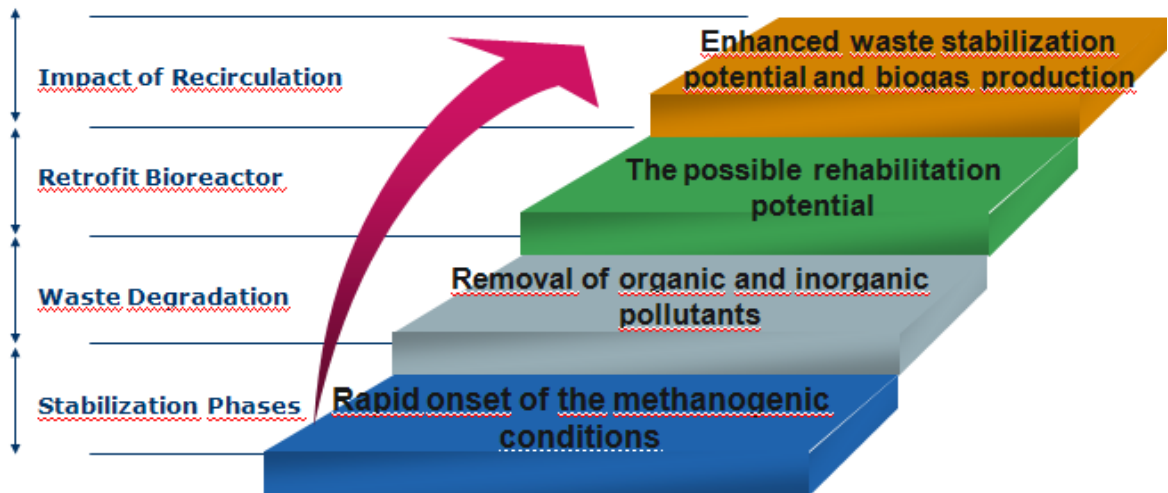 Impact of Recirculation
Enhanced waste stabilization
potential and biogas production
Retrofit Bioreactor
The possible rehabilitation
potential
Waste Degradation
Removal of organic and inorganic
pollutants
Stabilization Phases
Rapid onset of the methanogenic
conditions